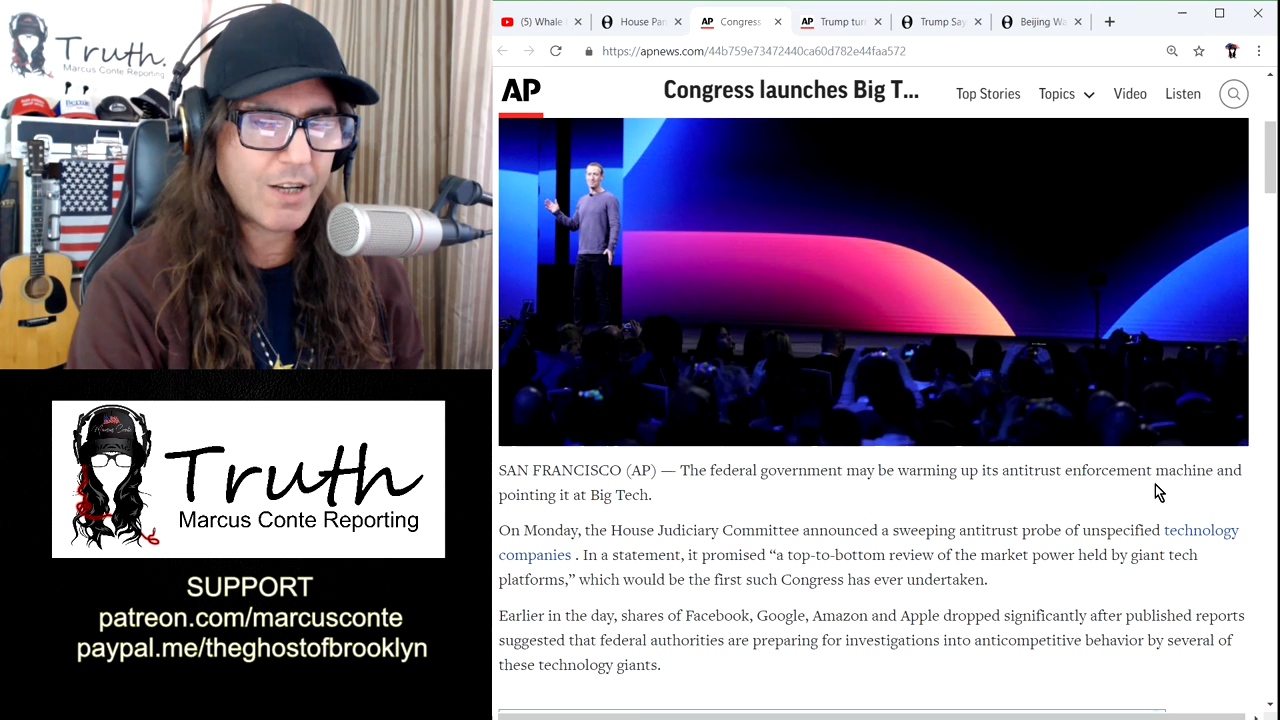 Truth.
Marcus Conte Reporting
Truth
Marcus Conte Reporting
SUPPORT
patreon.com/marcusconte
paypal.me/theghostofbrooklyn
(5) Whale
House Pan
AP Congress
AP Trump tur
Trump Say
Beijing Wa
https://apnews.com/44b759e73472440ca60d782e44faa572
AP
Congress launches Big T...
Top Stories
Topics
Video
Listen
SAN FRANCISCO (AP) — The federal government may be warming up its antitrust enforcement machine and
pointing it at Big Tech.
On Monday, the House Judiciary Committee announced a sweeping antitrust probe of unspecified technology
companies . In a statement, it promised “a top-to-bottom review of the market power held by giant tech
platforms,” which would be the first such Congress has ever undertaken.
Earlier in the day, shares of Facebook, Google, Amazon and Apple dropped significantly after published reports
suggested that federal authorities are preparing for investigations into anticompetitive behavior by several of
these technology giants.